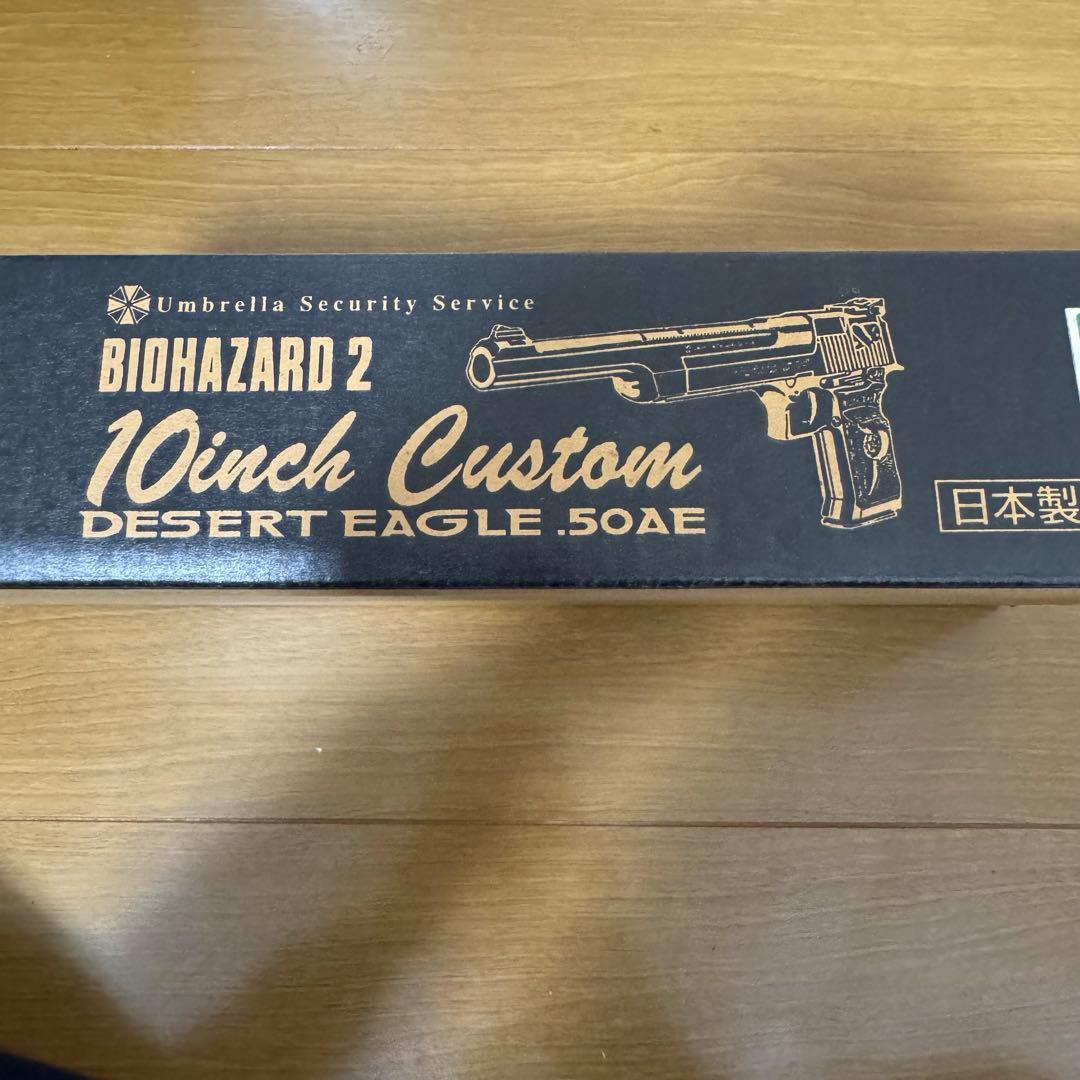 Umbrella Security Service
BIOHAZARD 2
10inch Custom
DESERT EAGLE .50AE
日本製